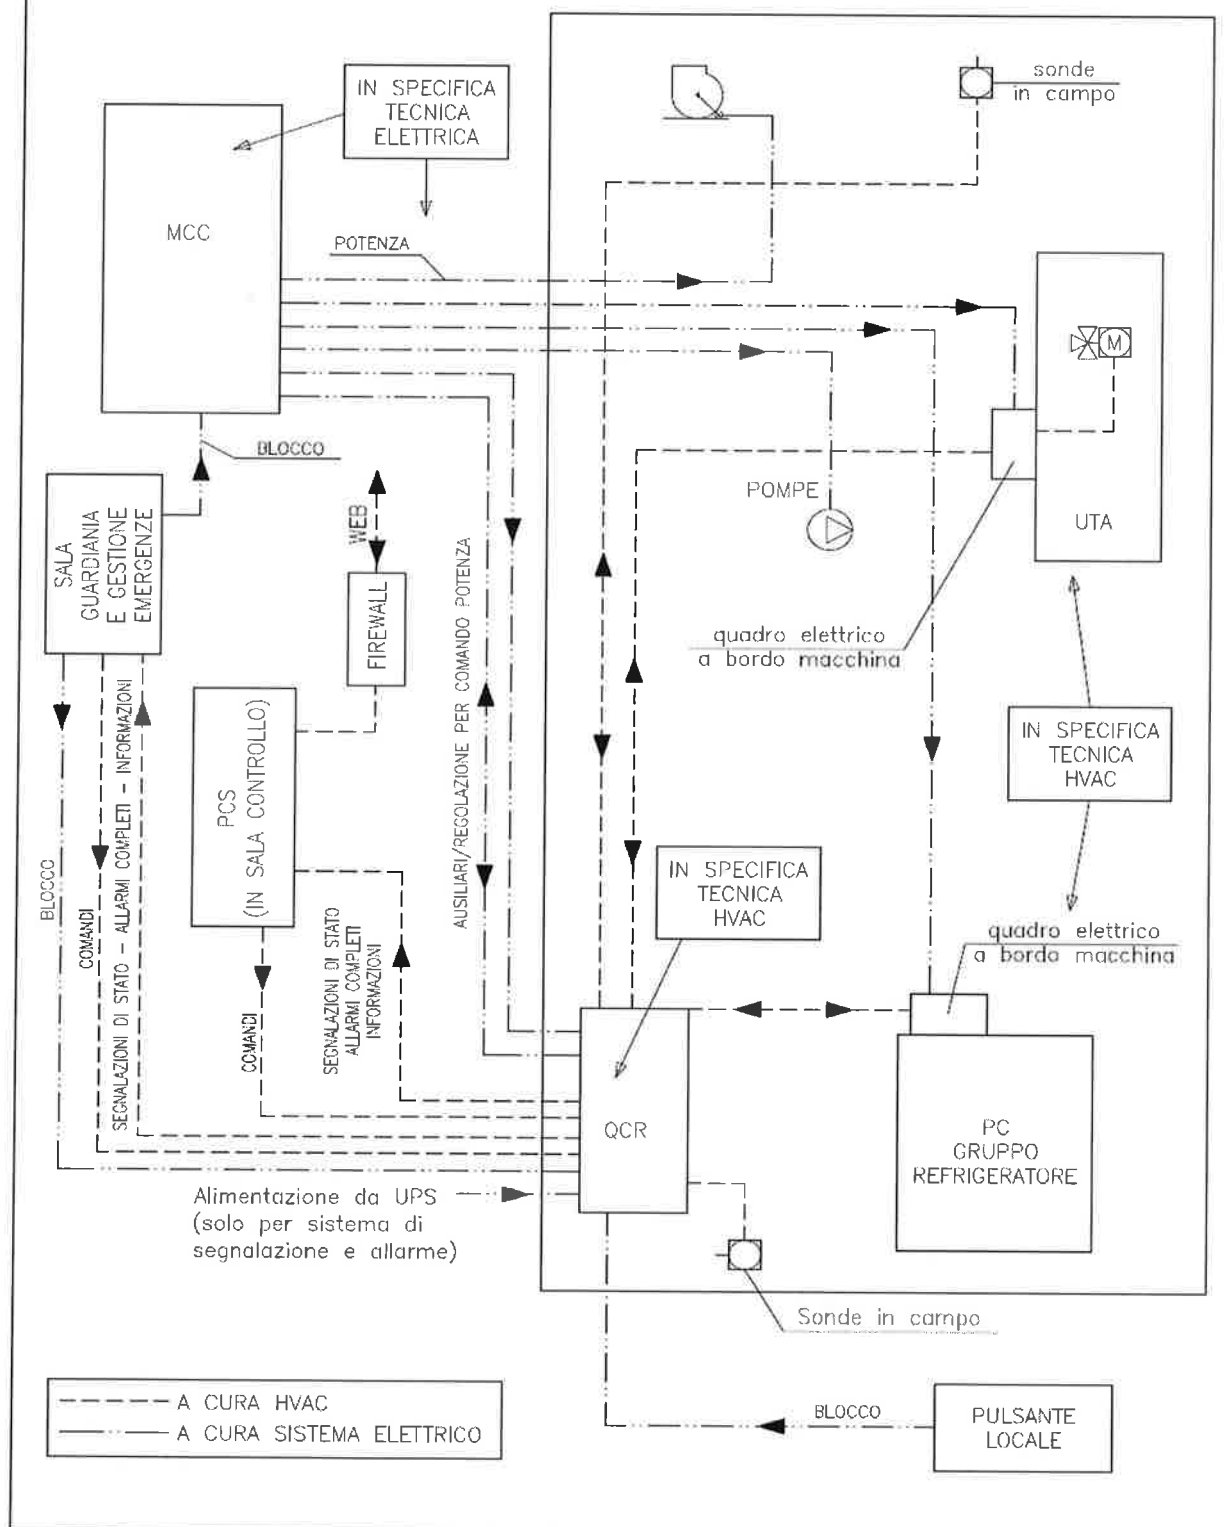 IN SPECIFICA
TECNICA
ELETTRICA
sonde
in campo
MCC
POTENZA
M
BLOCCO
UTA
POMPE
SALA
GUARDIANIA
E GESTIONE
EMERGENZE
WEB
FIREWALL
quadro elettrico
a bordo macchina
PCS
(IN SALA CONTROLLO)
AUSILIARI/REGOLAZIONE PER COMANDO POTENZA
IN SPECIFICA
TECNICA
HVAC
BLOCCO
COMANDI
SEGNALAZIONI DI STATO - ALLARMI COMPLETI - INFORMAZIONI
IN SPECIFICA
TECNICA
HVAC
quadro elettrico
a bordo macchina
COMANDI
SEGNALAZIONI DI STATO
ALLARMI COMPLETI
INFORMAZIONI
QCR
PC
GRUPPO
REFRIGERATORE
Alimentazione da UPS
(solo per sistema di
segnalazione e allarme)
Sonde in campo
A CURA HVAC
A CURA SISTEMA ELETTRICO
BLOCCO
PULSANTE
LOCALE